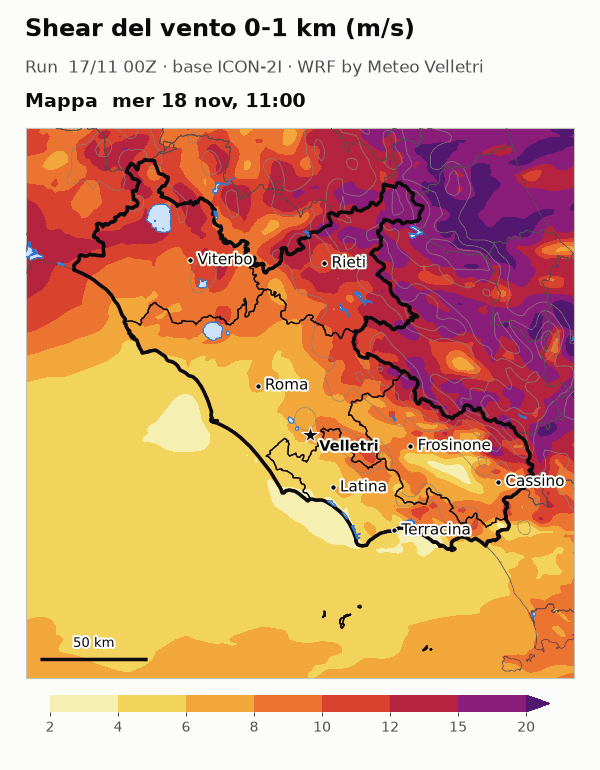 Shear del vento 0-1 km (m/s)
Run  17/11 00Z · base ICON-2I · WRF by Meteo Velletri
Mappa  mer 18 nov, 11:00
Viterbo
Rieti
Roma
Velletri
Frosinone
Latina
Cassino
Terracina
50 km
2 4 6 8 10 12 15 20